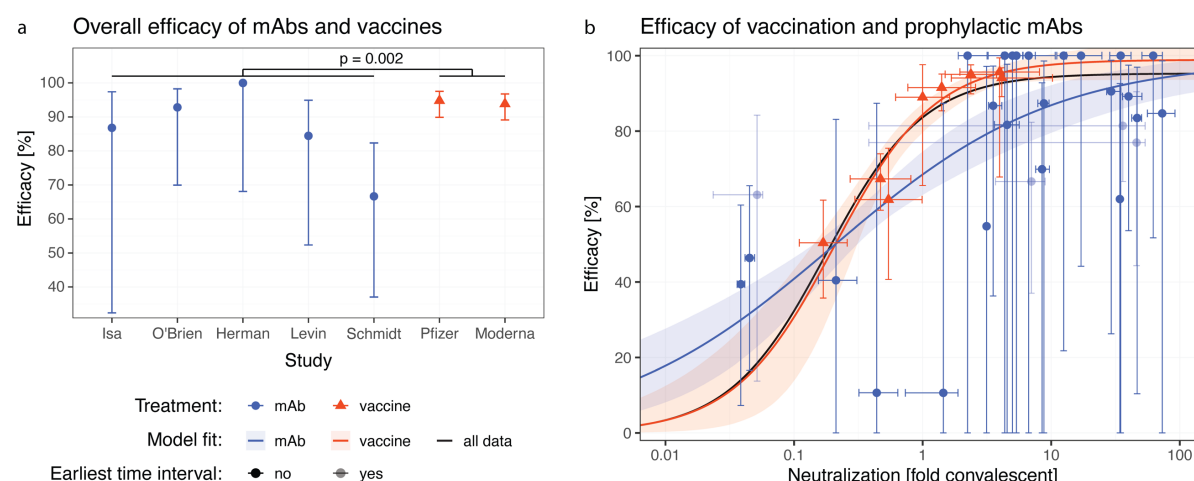 a Overall efficacy of mAbs and vaccines
p = 0.002
Efficacy [%]
100
90
80
70
60
50
40
Isa O'Brien Herman Levin Schmidt Pfizer Moderna
Study
Treatment: mAb vaccine
Model fit: mAb vaccine all data
Earliest time interval: no yes
b Efficacy of vaccination and prophylactic mAbs
Efficacy [%]
100
80
60
40
20
0
0.01 0.1 1 10 100
Neutralization [fold convalescent]